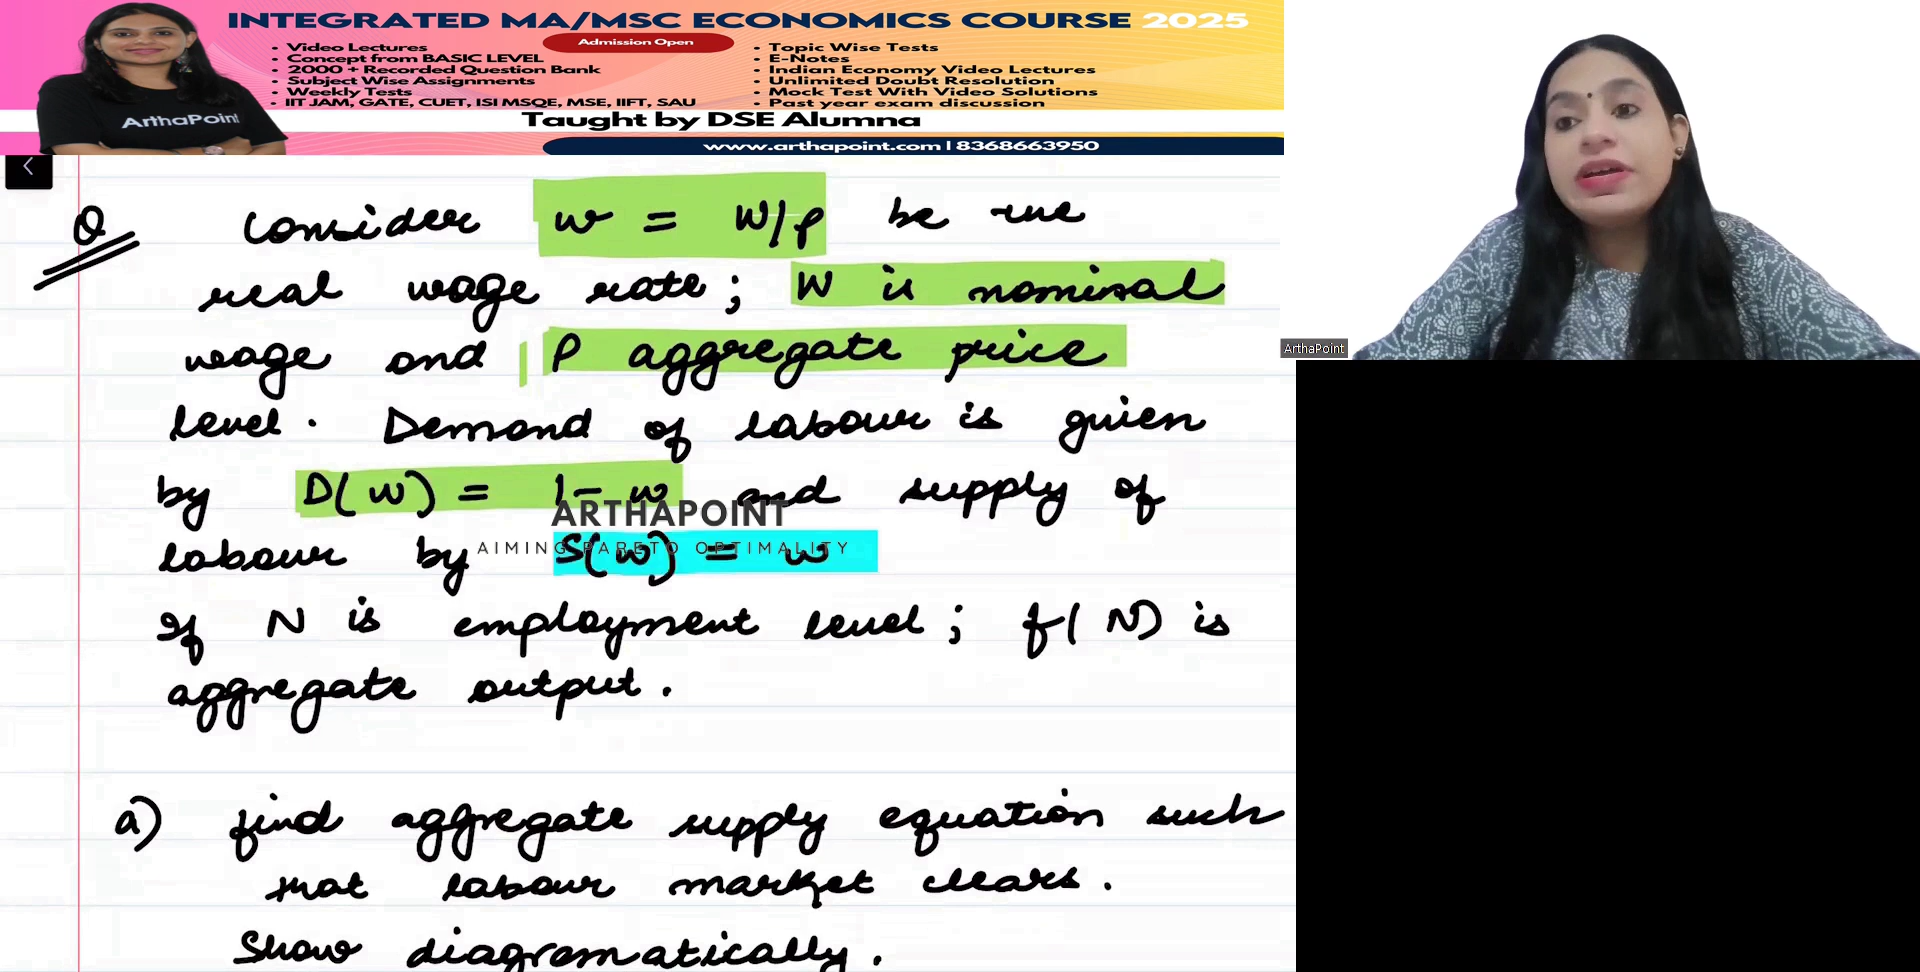 INTEGRATED MA/MSC ECONOMICS COURSE 2025
Admission Open
• Video Lectures
• Concept from BASIC LEVEL
• 2000 + Recorded Question Bank
• Subject Wise Assignments
• Weekly Tests
• IIT JAM, GATE, CUET, ISI MSQE, MSE, IIFT, SAU
• Topic Wise Tests
• E-Notes
• Indian Economy Video Lectures
• Unlimited Doubt Resolution
• Mock Test With Video Solutions
• Past year exam discussion
ArthaPoint
Taught by DSE Alumna
www.arthapoint.com | 8368663950
Q Consider w = W/P be the
real wage rate; W is nominal
wage and P aggregate price
level. Demand of labour is given
by D(w) = 1 - w and supply of
ARTHAPOINT
labour by S(w) = w
AIMING PARETO OPTIMALITY
If N is employment level; f(N) is
aggregate output.
a) find aggregate supply equation such
that labour market clears.
Show diagramatically.
ArthaPoint